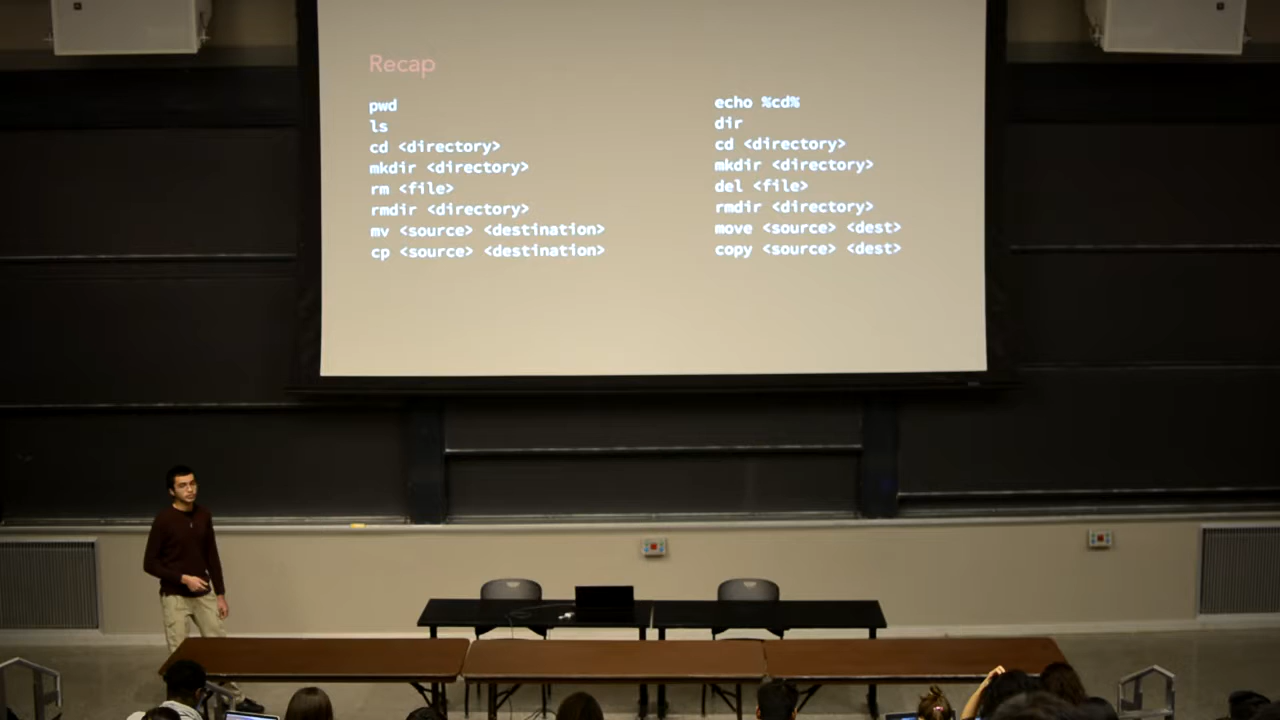 Recap
pwd
ls
cd <directory>
mkdir <directory>
rm <file>
rmdir <directory>
mv <source> <destination>
cp <source> <destination>
echo %cd%
dir
cd <directory>
mkdir <directory>
del <file>
rmdir <directory>
move <source> <dest>
copy <source> <dest>